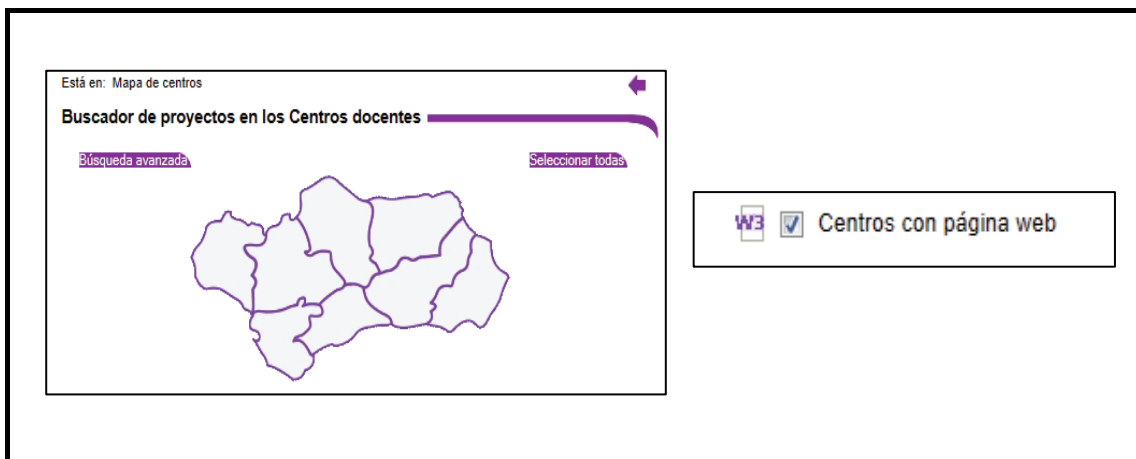 Está en: Mapa de centros
Buscador de proyectos en los Centros docentes
Búsqueda avanzada
Seleccionar todas
W3 Centros con página web